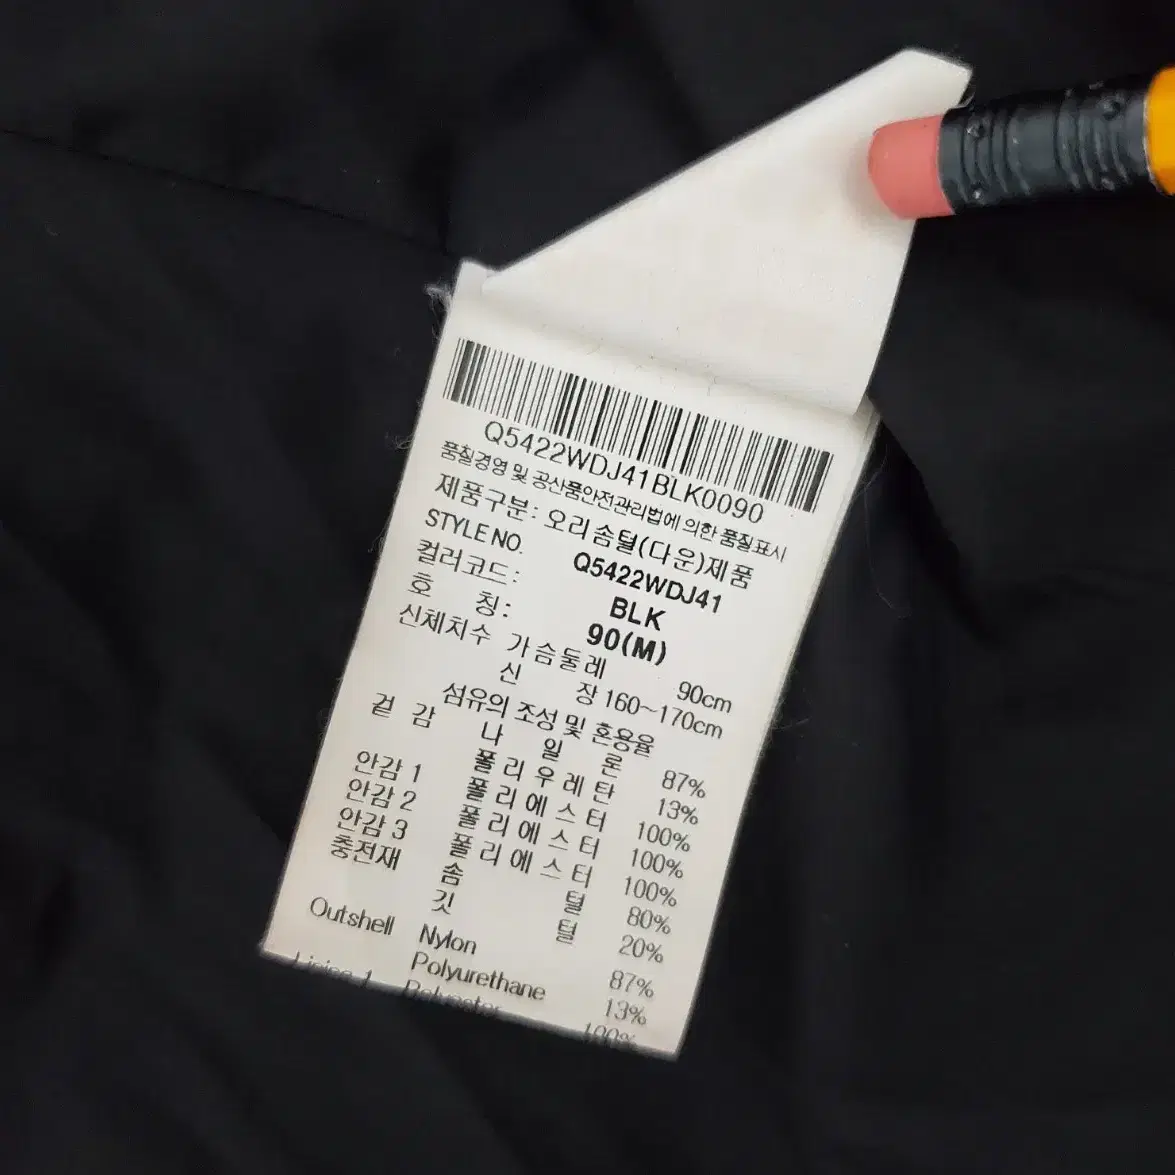 Q5422WDJ41BLK0090
품질경영 및 공산품안전관리법에 의한 품질표시
제품구분: 오리솜털(다운)제품
STYLE NO. Q5422WDJ41
컬러코드: BLK
호 칭: 90(M)
신체치수 가슴둘레 90cm
신 장 160~170cm
섬유의 조성 및 혼용율
겉 감 나 일 론 87%
폴 리 우 레 탄 13%
안감 1 폴 리 에 스 터 100%
안감 2 폴 리 에 스 터 100%
안감 3 폴 리 에 스 터 100%
충전재 솜 털 80%
깃 털 20%
Outshell Nylon 87%
Polyurethane 13%
Polyester 100%